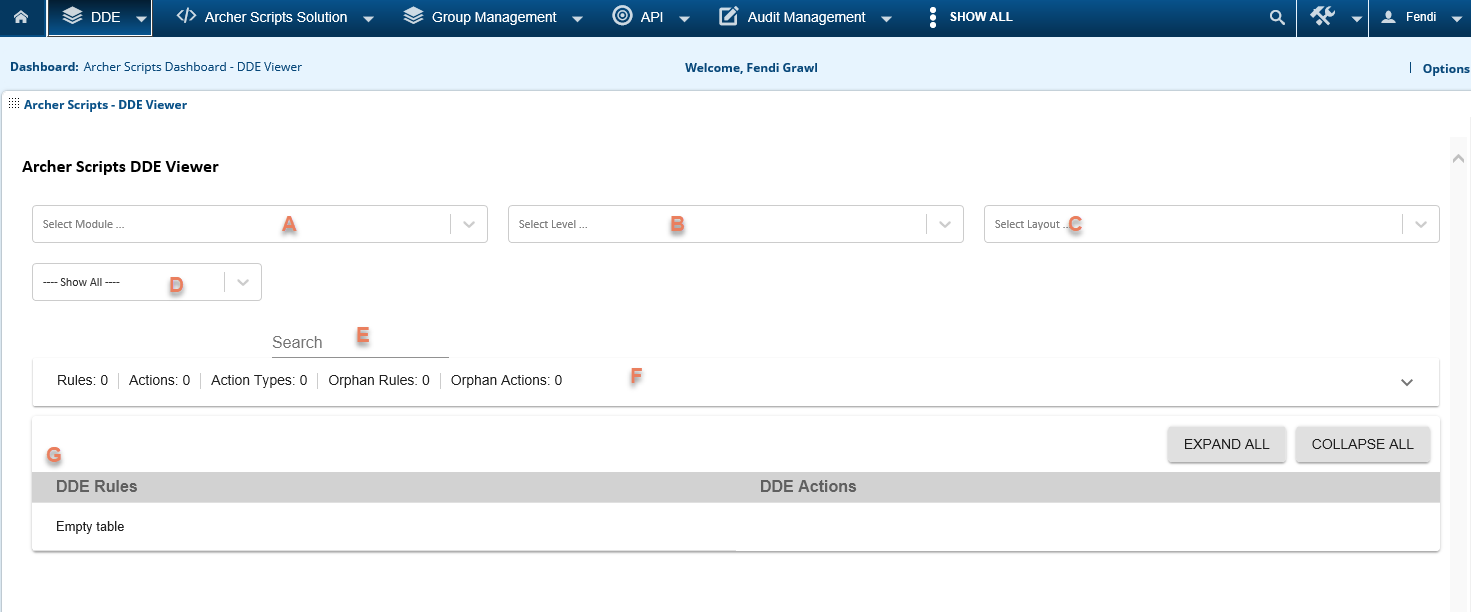 DDE Archer Scripts Solution Group Management API Audit Management SHOW ALL Fendi
Dashboard: Archer Scripts Dashboard - DDE Viewer Welcome, Fendi Grawl | Options
Archer Scripts - DDE Viewer
Archer Scripts DDE Viewer
Select Module ... A Select Level ... B Select Layout ... C
---- Show All ---- D
Search E
Rules: 0 Actions: 0 Action Types: 0 Orphan Rules: 0 Orphan Actions: 0 F
G EXPAND ALL COLLAPSE ALL
DDE Rules DDE Actions
Empty table